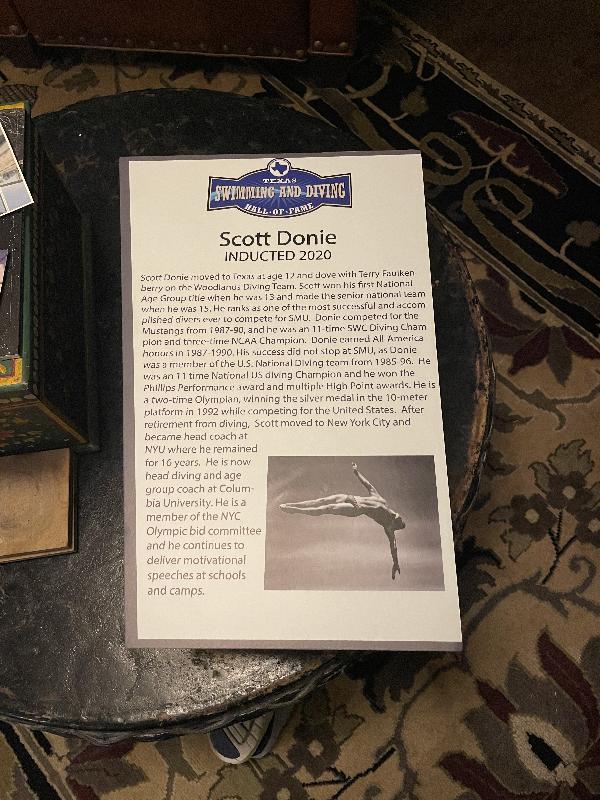 TEXAS
SWIMMING AND DIVING
HALL·OF·FAME
Scott Donie
INDUCTED 2020
Scott Donie moved to Texas at age 12 and dove with Terry Faulken
berry on the Woodlands Diving Team. Scott won his first National
Age Group title when he was 13 and made the senior national team
when he was 15. He ranks as one of the most successful and accom
plished divers ever to compete for SMU. Donie competed for the
Mustangs from 1987-90, and he was an 11-time SWC Diving Cham
pion and three-time NCAA Champion. Donie earned All-America
honors in 1987-1990. His success did not stop at SMU, as Donie
was a member of the U.S. National Diving team from 1985-96. He
was an 11 time National US diving Champion and he won the
Phillips Performance award and multiple High Point awards. He is
a two-time Olympian, winning the silver medal in the 10-meter
platform in 1992 while competing for the United States. After
retirement from diving, Scott moved to New York City and
became head coach at
NYU where he remained
for 16 years. He is now
head diving and age
group coach at Colum-
bia University. He is a
member of the NYC
Olympic bid committee
and he continues to
deliver motivational
speeches at schools
and camps.